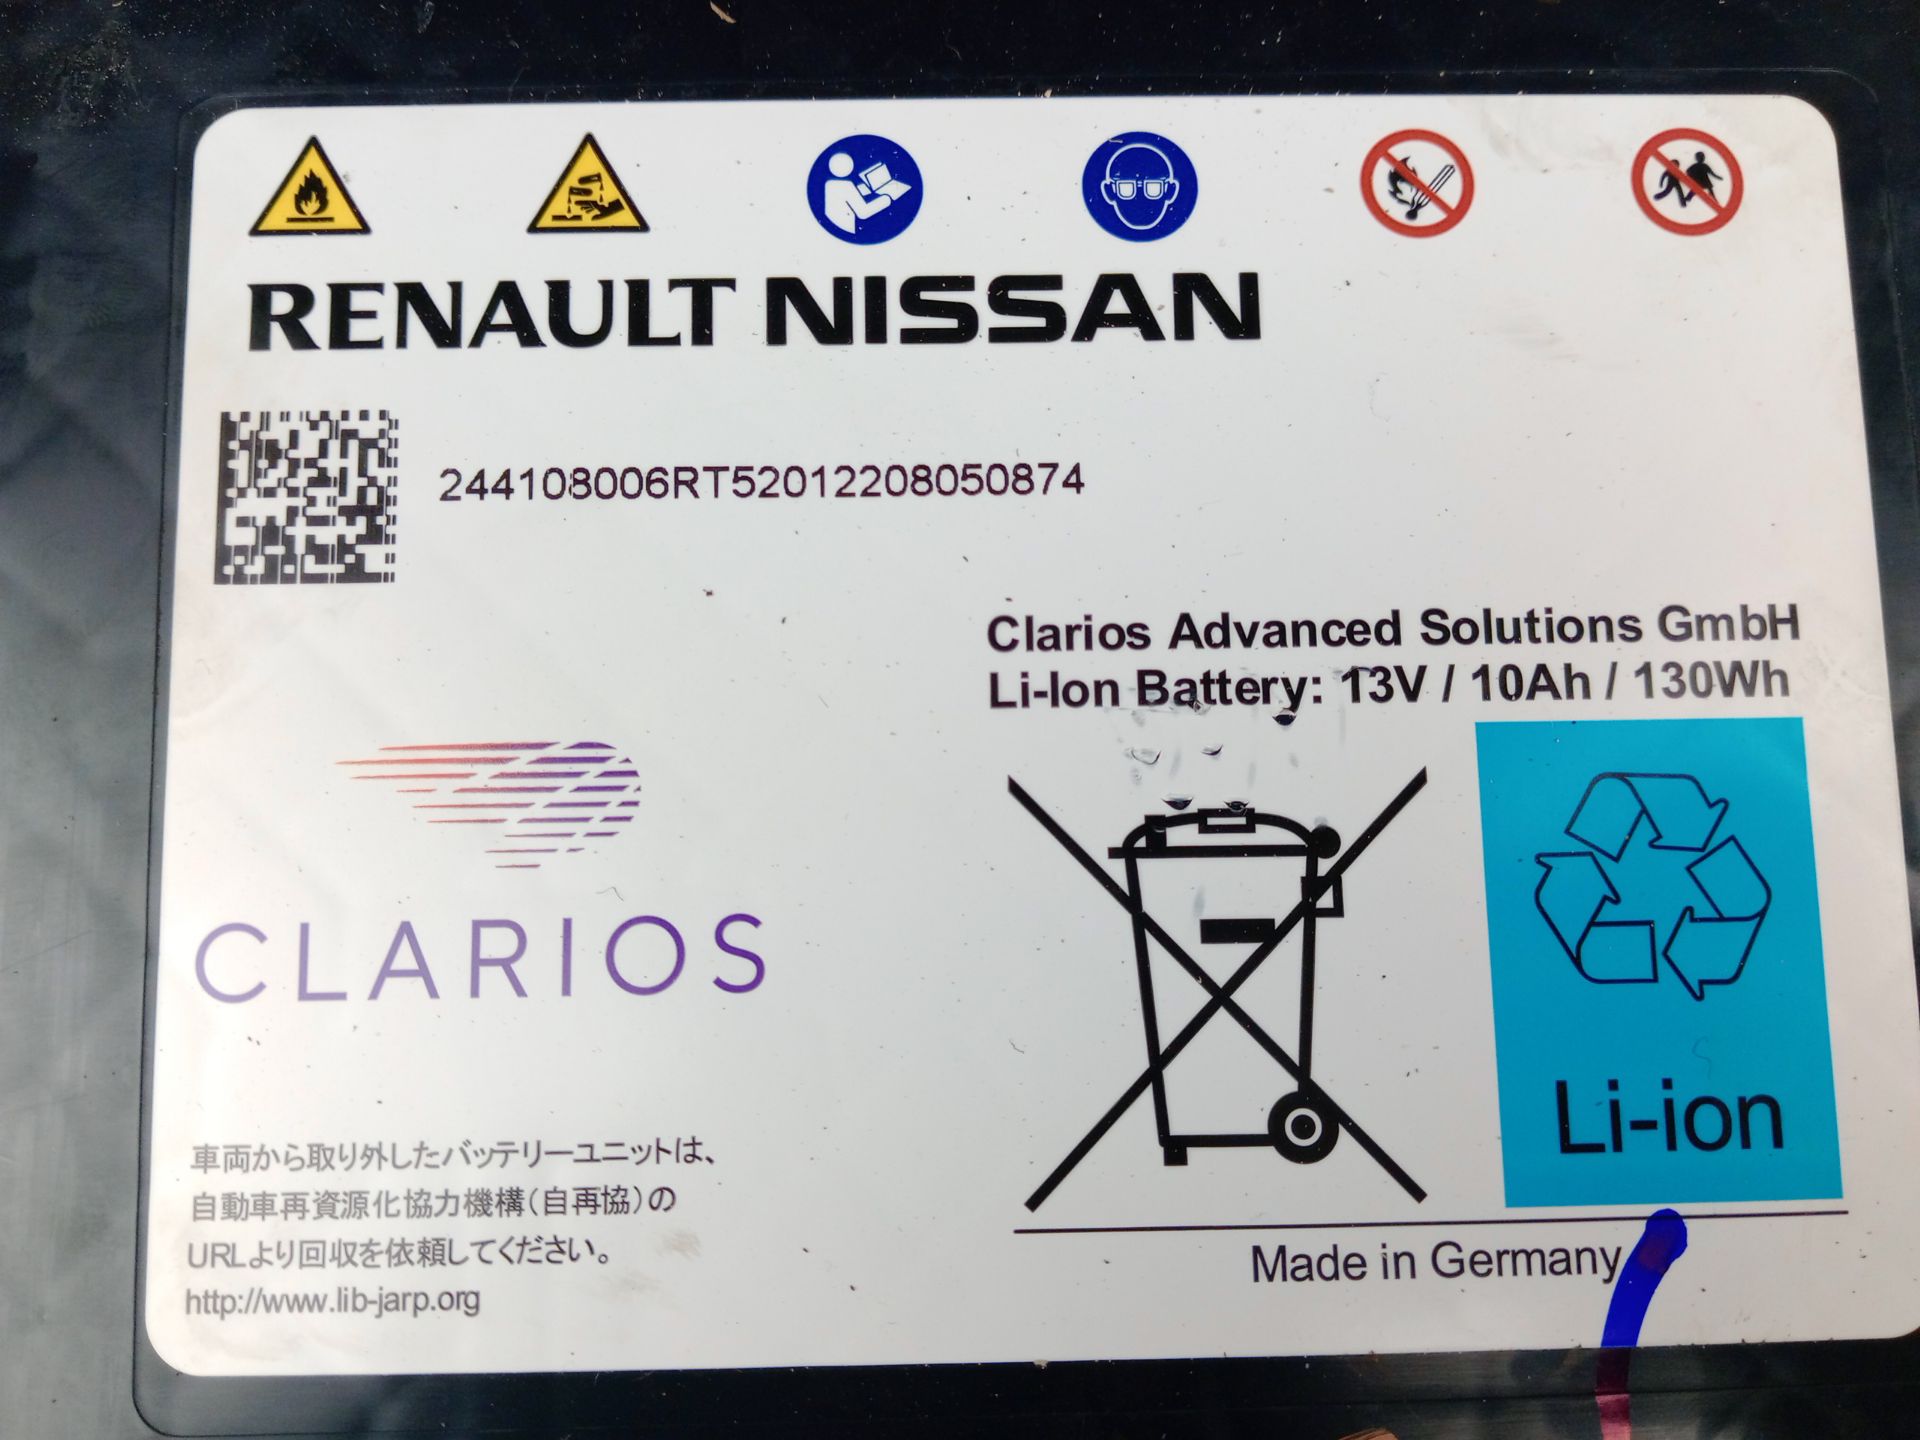 RENAULT NISSAN
244108006RT52012208050874
Clarios Advanced Solutions GmbH
Li-Ion Battery: 13V / 10Ah / 130Wh
CLARIOS
Li-ion
車両から取り外したバッテリーユニットは、
自動車再資源化協力機構(自再協)の
URLより回収を依頼してください。
http://www.lib-jarp.org
Made in Germany